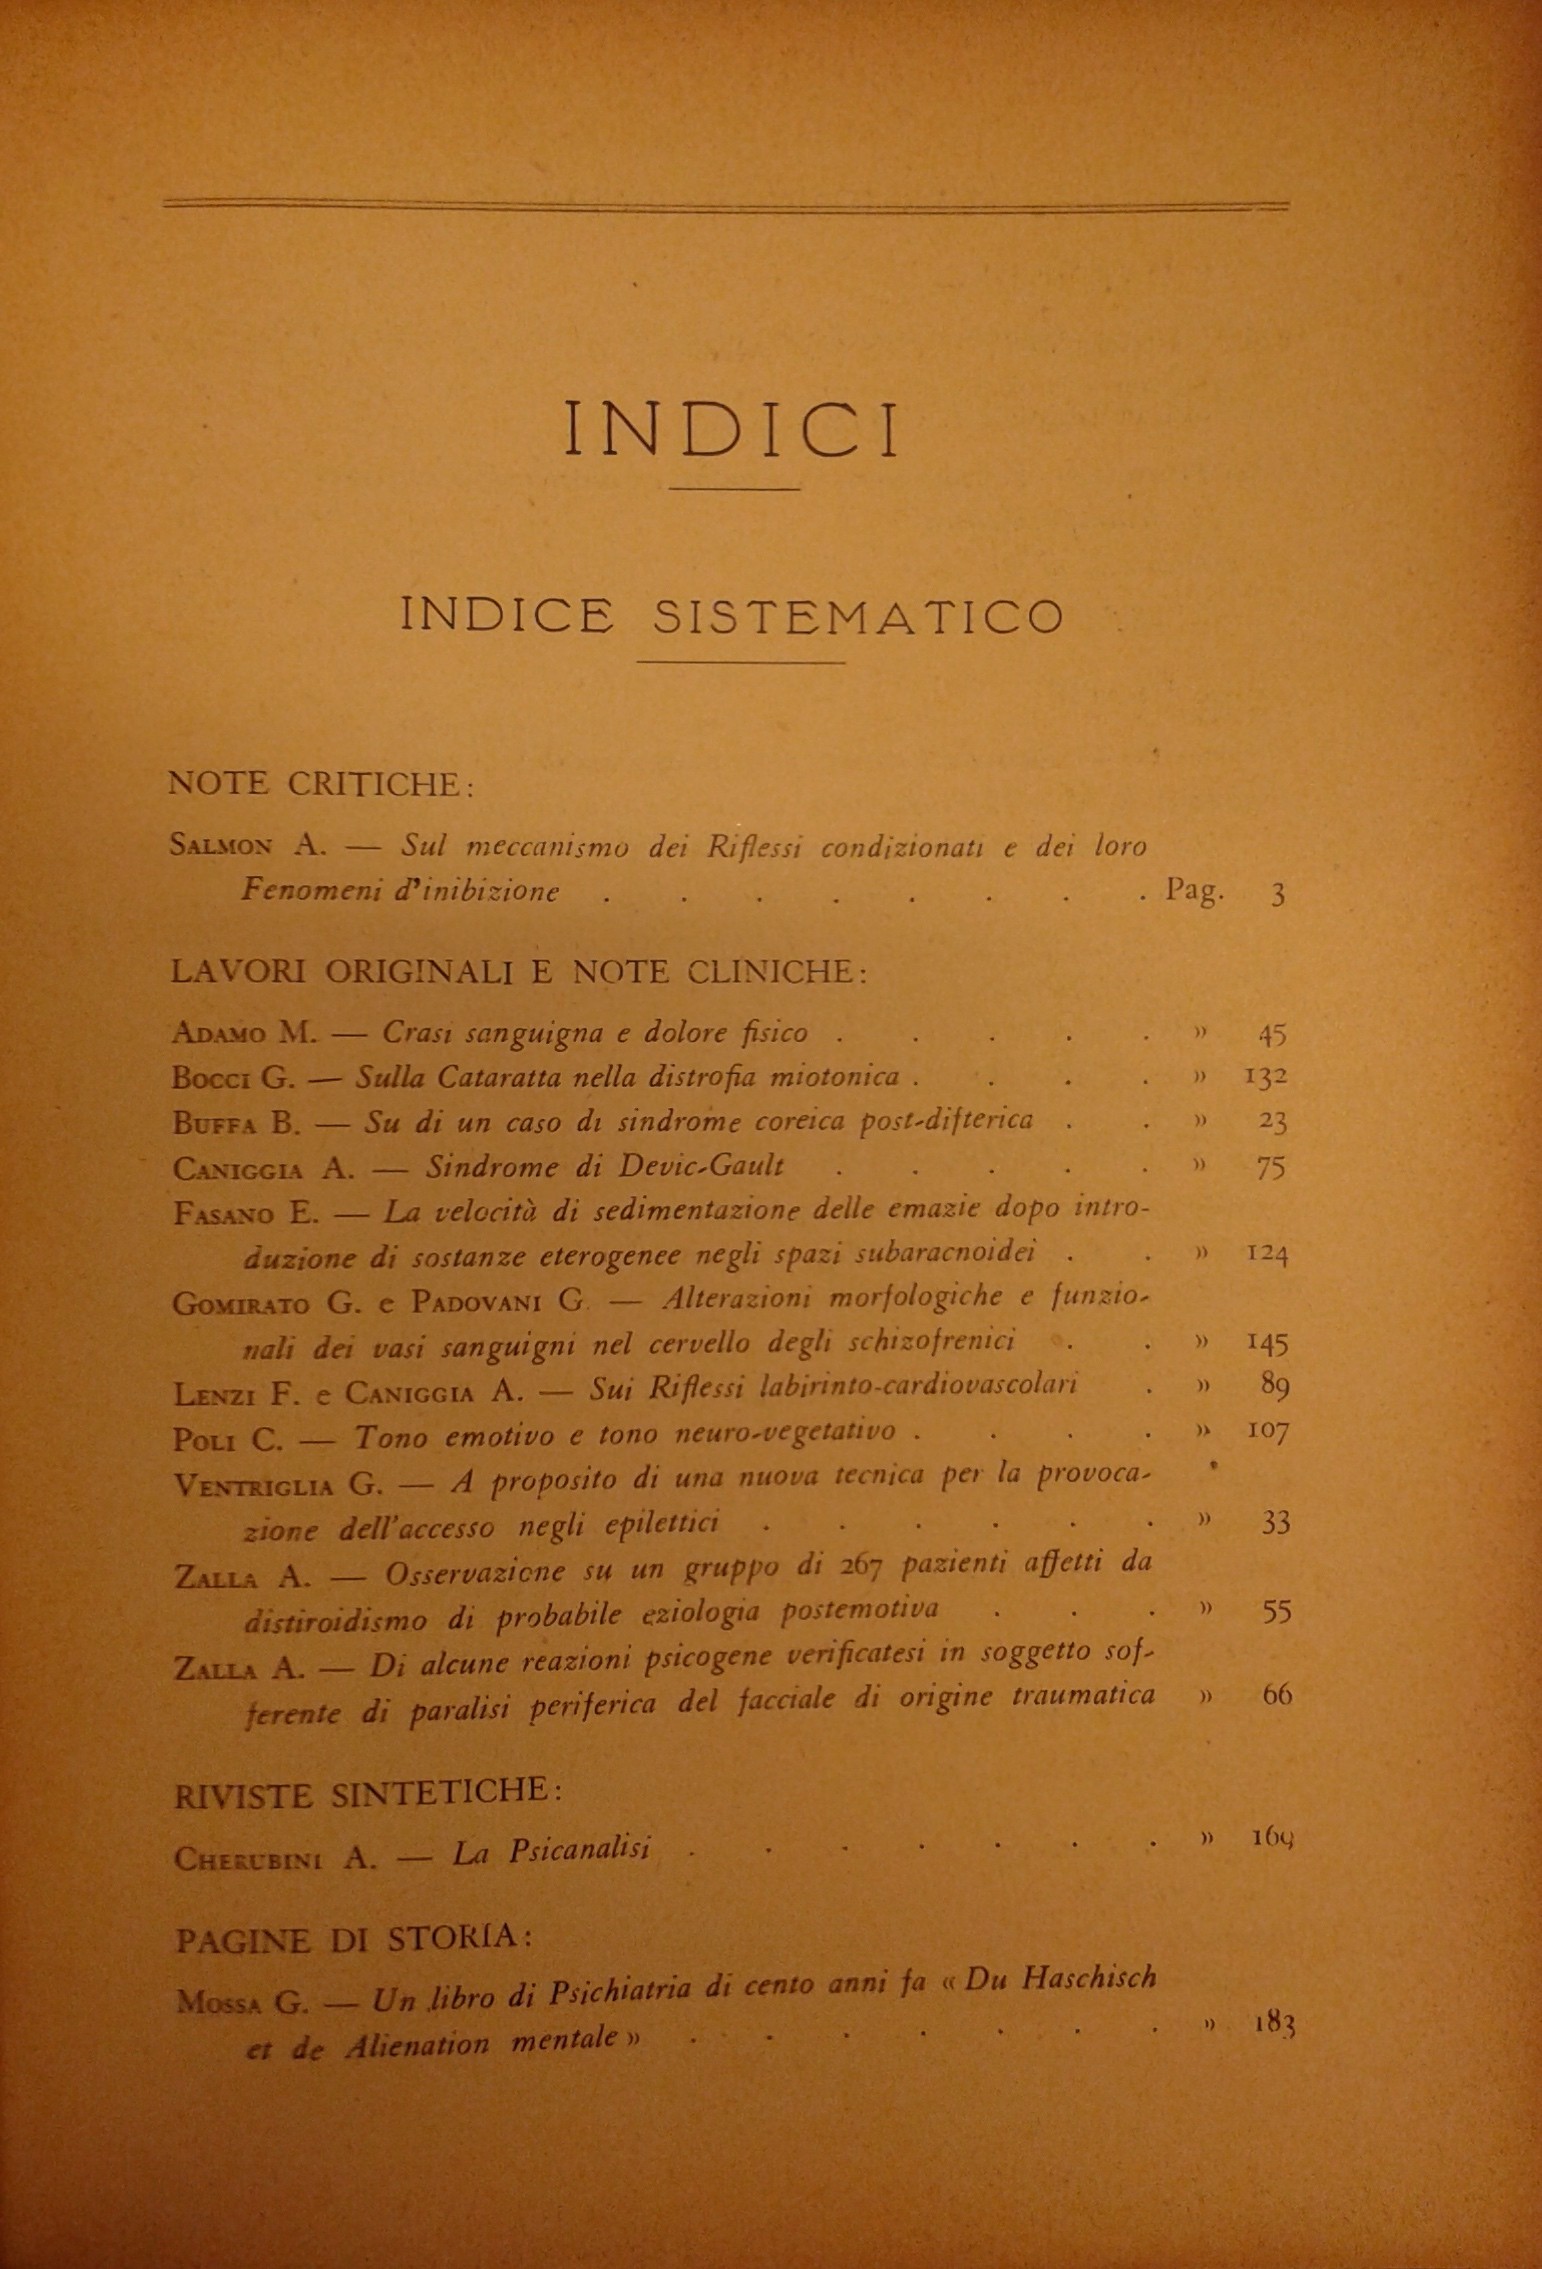 INDICI
INDICE SISTEMATICO
NOTE CRITICHE:
SALMON A. — Sul meccanismo dei Riflessi condizionati e dei loro
Fenomeni d'inibizione . . . . . . . . Pag. 3
LAVORI ORIGINALI E NOTE CLINICHE:
ADAMO M. — Crasi sanguigna e dolore fisico . . . . . » 45
BOCCI G. — Sulla Cataratta nella distrofia miotonica . . . . » 132
BUFFA B. — Su di un caso di sindrome coreica post-difterica . . » 23
CANIGGIA A. — Sindrome di Devic-Gault . . . . . » 75
FASANO E. — La velocità di sedimentazione delle emazie dopo intro-
duzione di sostanze eterogenee negli spazi subaracnoidei . . » 124
GOMIRATO G. e PADOVANI G. — Alterazioni morfologiche e funzio-
nali dei vasi sanguigni nel cervello degli schizofrenici . . » 145
LENZI F. e CANIGGIA A. — Sui Riflessi labirinto-cardiovascolari . » 89
POLI C. — Tono emotivo e tono neuro-vegetativo . . . . » 107
VENTRIGLIA G. — A proposito di una nuova tecnica per la provoca-
zione dell'accesso negli epilettici . . . . . . » 33
ZALLA A. — Osservazione su un gruppo di 267 pazienti affetti da
distiroidismo di probabile eziologia postemotiva . . . » 55
ZALLA A. — Di alcune reazioni psicogene verificatesi in soggetto sof-
ferente di paralisi periferica del facciale di origine traumatica » 66
RIVISTE SINTETICHE:
CHERUBINI A. — La Psicanalisi . . . . . . . » 169
PAGINE DI STORIA:
MOSSA G. — Un libro di Psichiatria di cento anni fa « Du Haschisch
et de Alienation mentale » . . . . . . . » 183